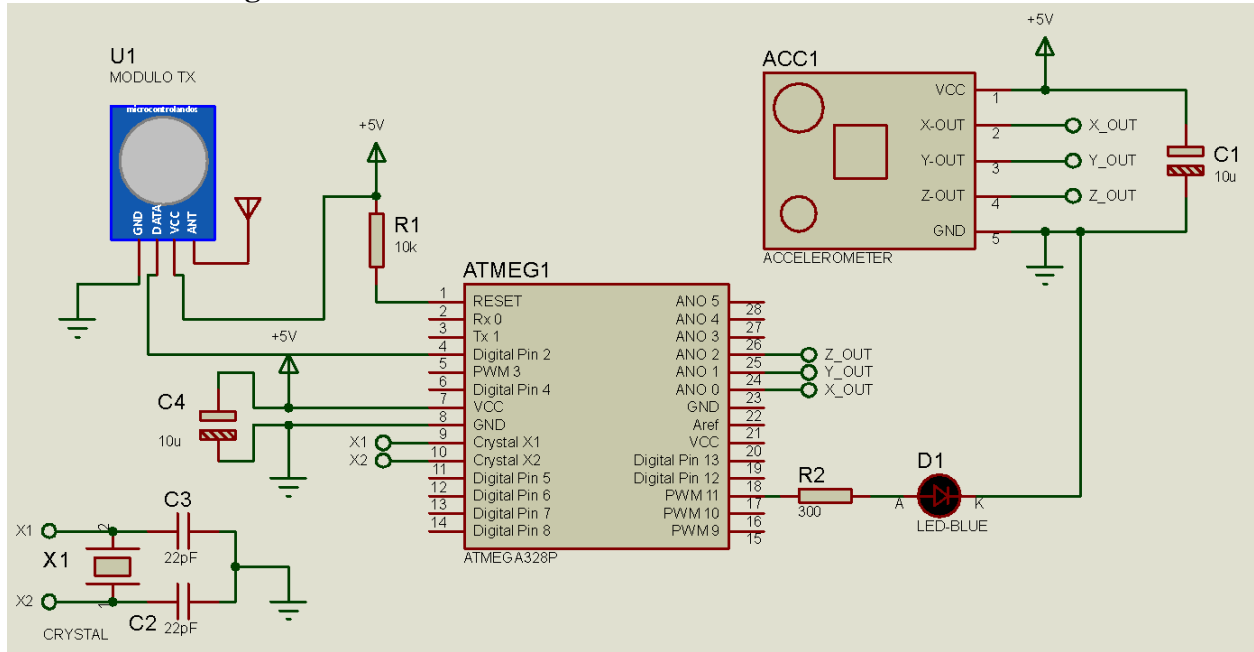 U1
MODULO TX
microcontrolandos
GND
DATA
VCC
ANT
+5V
R1
10k
+5V
ACC1
VCC
1
X-OUT
2
X_OUT
Y-OUT
3
Y_OUT
Z-OUT
4
Z_OUT
GND
5
ACCELEROMETER
C1
10u
ATMEG1
1 RESET
2 Rx 0
3 Tx 1
4 Digital Pin 2
5 PWM 3
6 Digital Pin 4
7 VCC
8 GND
9 Crystal X1
10 Crystal X2
11 Digital Pin 5
12 Digital Pin 6
13 Digital Pin 7
14 Digital Pin 8
ANO 5 28
ANO 4 27
ANO 3 26
ANO 2 25
ANO 1 24
ANO 0 23
GND 22
Aref 21
VCC 20
Digital Pin 13 19
Digital Pin 12 18
PWM 11 17
PWM 10 16
PWM 9 15
ATMEGA328P
Z_OUT
Y_OUT
X_OUT
+5V
C4
10u
X1
X2
R2
300
D1
A
K
LED-BLUE
X1
2
C3
22pF
X1
X2
1
C2
22pF
CRYSTAL